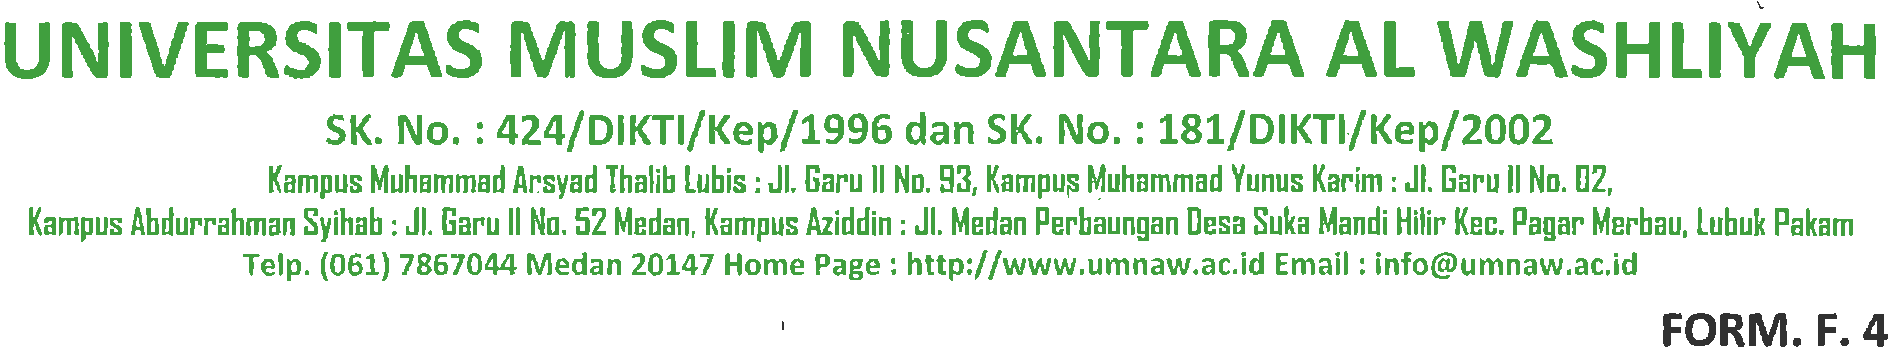 UNIVERSITAS MUSLIM NUSANTARA AL WASHLIYAH
SK. No. : 424/DIKTI/Kep/1996 dan SK. No. : 181/DIKTI/Kep/2002
Kampus Muhammad Arsyad Thalib Lubis : Jl. Garu II No. 93, Kampus Muhammad Yunus Karim : Jl. Garu II No. 02,
Kampus Abdurrahman Syihab : Jl. Garu II No. 52 Medan, Kampus Aziddin : Jl. Medan Perbaungan Desa Suka Mandi Hilir Kec. Pagar Merbau, Lubuk Pakam
Telp. (061) 7867044 Medan 20147 Home Page : http://www.umnaw.ac.id Email : info@umnaw.ac.id
FORM. F. 4